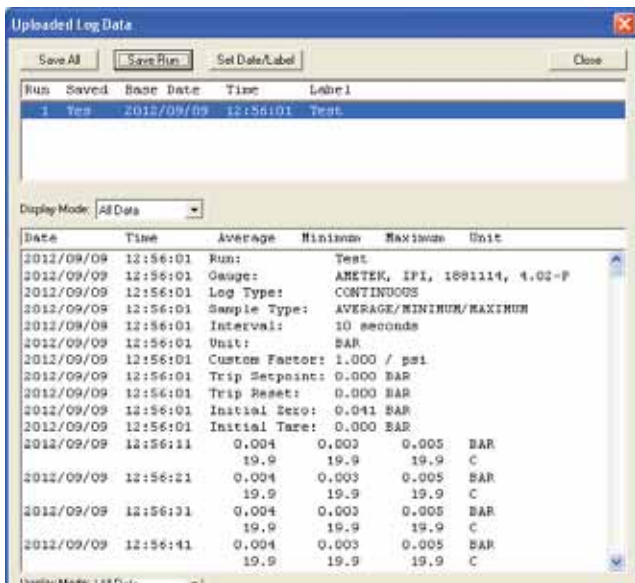 Uploaded Log Data
Save All Save Run Set Date/Label Close
Run Saved Base Date Time Label
1 Yes 2012/09/09 12:56:01 Test
Display Mode: All Data
Date Time Average Minimum Maximum Unit
2012/09/09 12:56:01 Run: Test
2012/09/09 12:56:01 Gauge: AMETEK, IPI, 1881114, 4.02-P
2012/09/09 12:56:01 Log Type: CONTINUOUS
2012/09/09 12:56:01 Sample Type: AVERAGE/MINIMUM/MAXIMUM
2012/09/09 12:56:01 Interval: 10 seconds
2012/09/09 12:56:01 Unit: BAR
2012/09/09 12:56:01 Custom Factor: 1.000 / psi
2012/09/09 12:56:01 Trip Setpoint: 0.000 BAR
2012/09/09 12:56:01 Trip Reset: 0.000 BAR
2012/09/09 12:56:01 Initial Zero: 0.041 BAR
2012/09/09 12:56:01 Initial Tare: 0.000 BAR
2012/09/09 12:56:11 0.004 0.003 0.005 BAR
19.9 19.9 19.9 C
2012/09/09 12:56:21 0.004 0.003 0.005 BAR
19.9 19.9 19.9 C
2012/09/09 12:56:31 0.004 0.003 0.005 BAR
19.9 19.9 19.9 C
2012/09/09 12:56:41 0.004 0.003 0.005 BAR
19.9 19.9 19.9 C
Display Mode: All Data